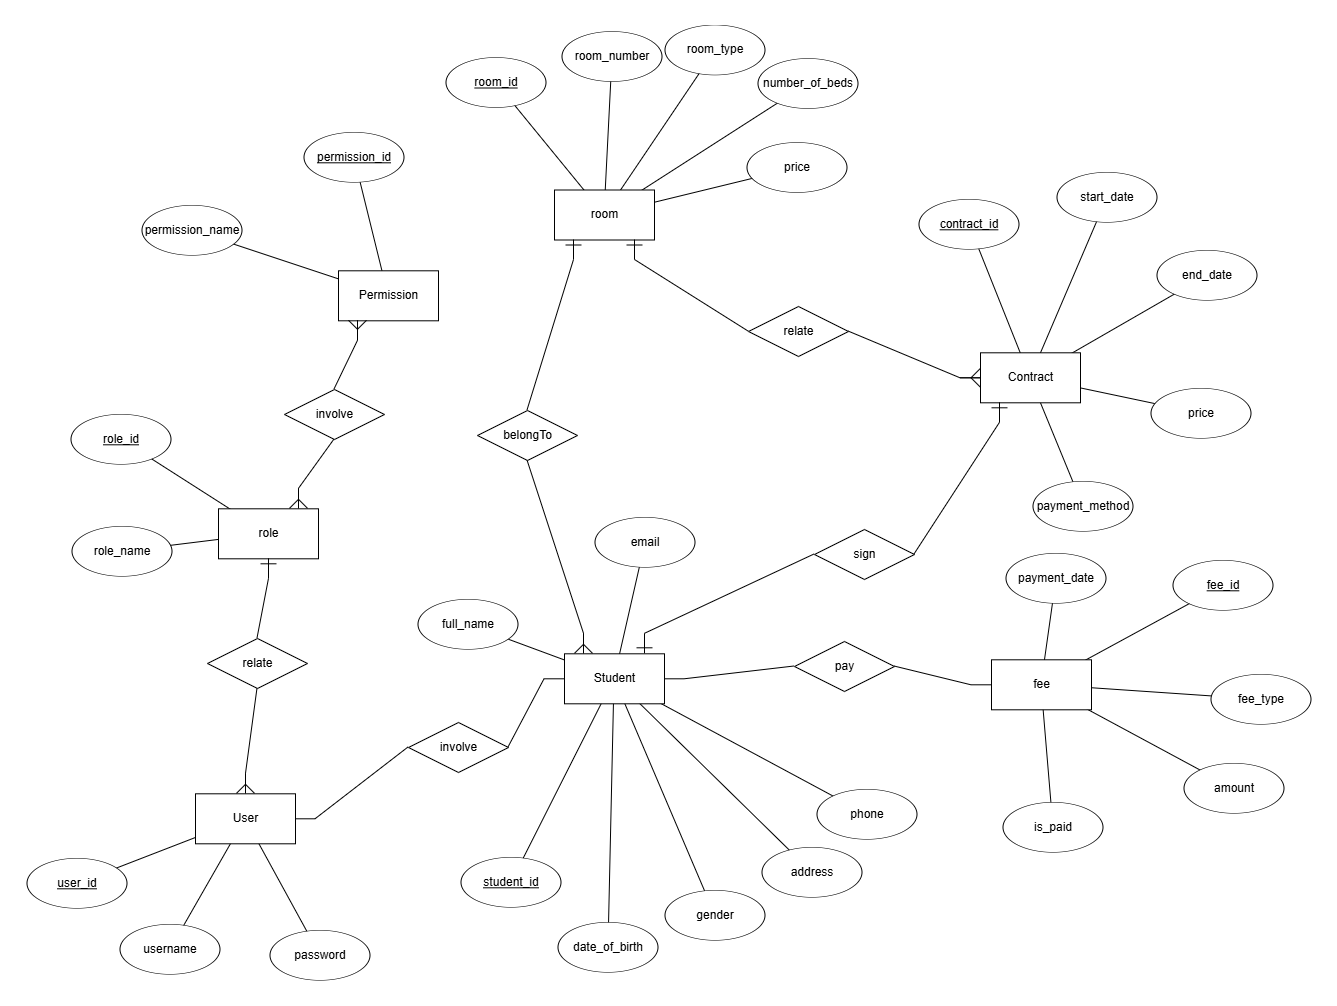 room_number
room_type
room_id
number_of_beds
permission_id
price
start_date
room
contract_id
permission_name
end_date
Permission
relate
Contract
price
involve
role_id
belongTo
payment_method
role
email
role_name
sign
payment_date
fee_id
full_name
relate
pay
Student
fee
fee_type
involve
amount
phone
User
is_paid
address
user_id
student_id
gender
username
date_of_birth
password